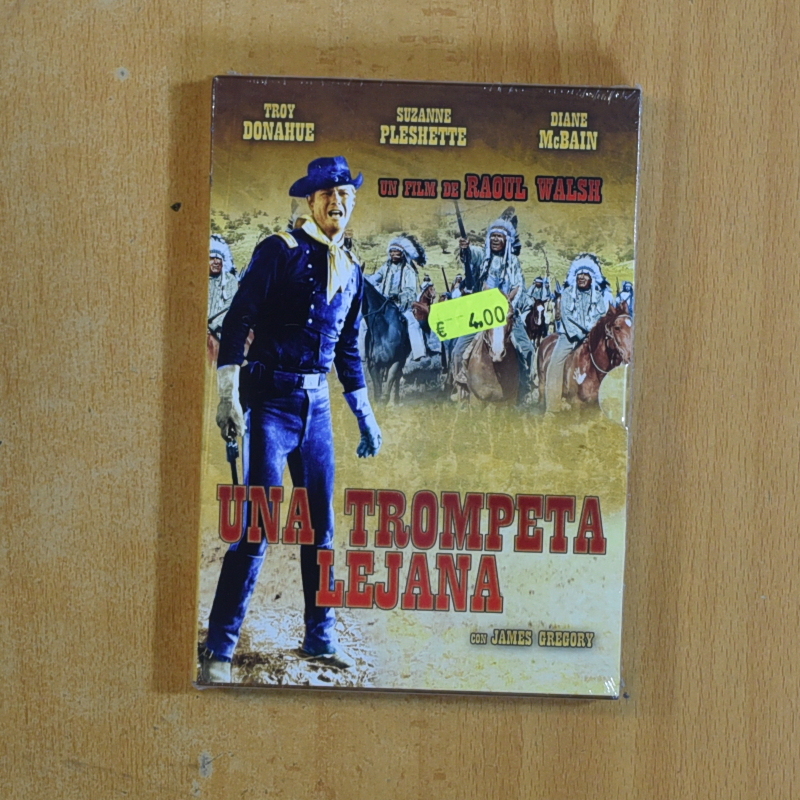 TROY
DONAHUE
SUZANNE
PLESHETTE
DIANE
McBAIN
UN FILM DE RAOUL WALSH
€ 4.00
UNA TROMPETA
LEJANA
CON JAMES GREGORY